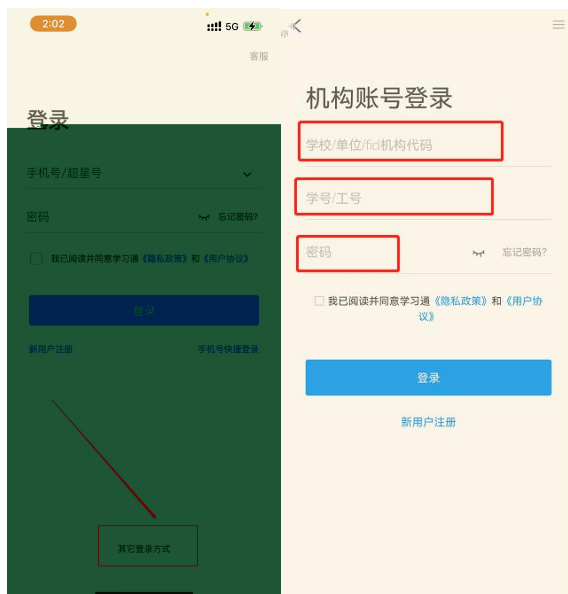 2:02
5G
客服
登录
手机号/超星号
密码
忘记密码?
我已阅读并同意学习通《隐私政策》和《用户协议》
登录
新用户注册
手机号快捷登录
其它登录方式
机构账号登录
学校/单位/fid机构代码
学号/工号
密码
忘记密码?
我已阅读并同意学习通《隐私政策》和《用户协
议》
登录
新用户注册